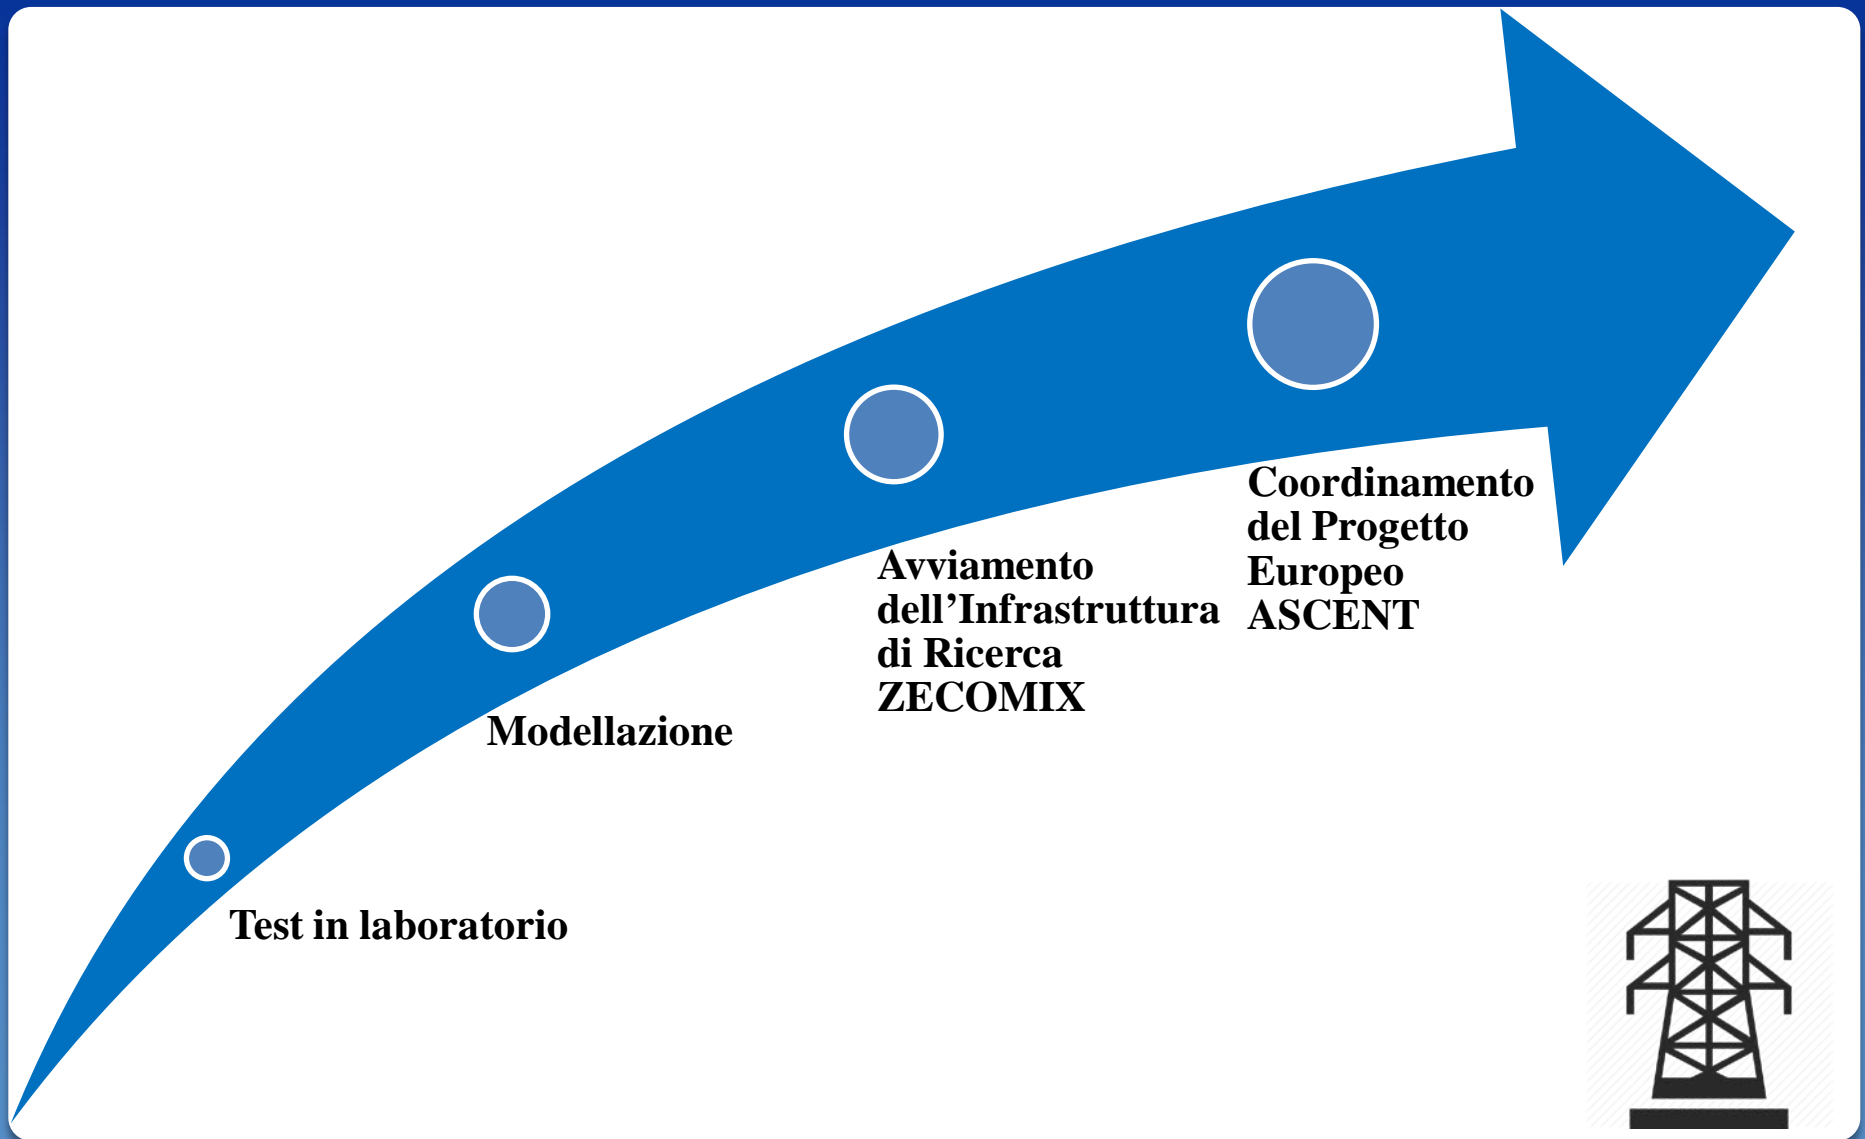 Test in laboratorio
Modellazione
Avviamento
dell’Infrastruttura
di Ricerca
ZECOMIX
Coordinamento
del Progetto
Europeo
ASCENT